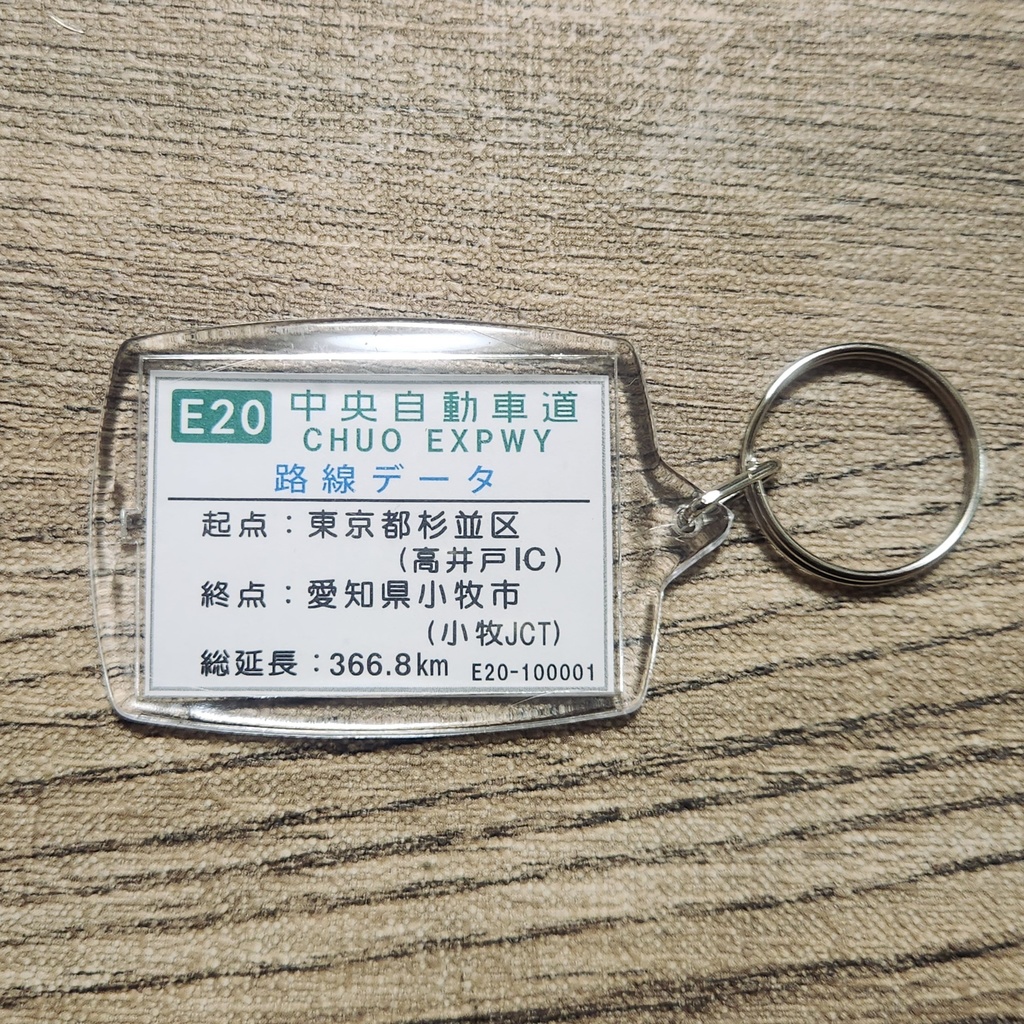 E20 中央自動車道
CHUO EXPWY
路線データ
起点：東京都杉並区
(高井戸IC)
終点：愛知県小牧市
(小牧JCT)
総延長：366.8km E20-100001